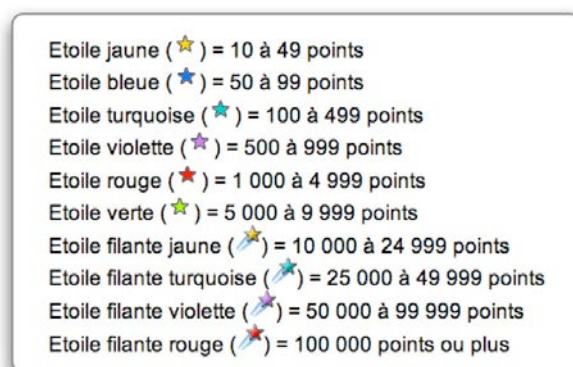 Etoile jaune ( ) = 10 à 49 points
Etoile bleue ( ) = 50 à 99 points
Etoile turquoise ( ) = 100 à 499 points
Etoile violette ( ) = 500 à 999 points
Etoile rouge ( ) = 1 000 à 4 999 points
Etoile verte ( ) = 5 000 à 9 999 points
Etoile filante jaune ( ) = 10 000 à 24 999 points
Etoile filante turquoise ( ) = 25 000 à 49 999 points
Etoile filante violette ( ) = 50 000 à 99 999 points
Etoile filante rouge ( ) = 100 000 points ou plus